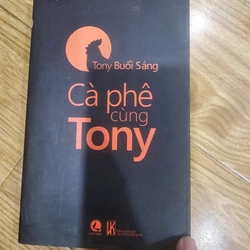 Tony Buổi Sáng
Cà phê
cùng
Tony